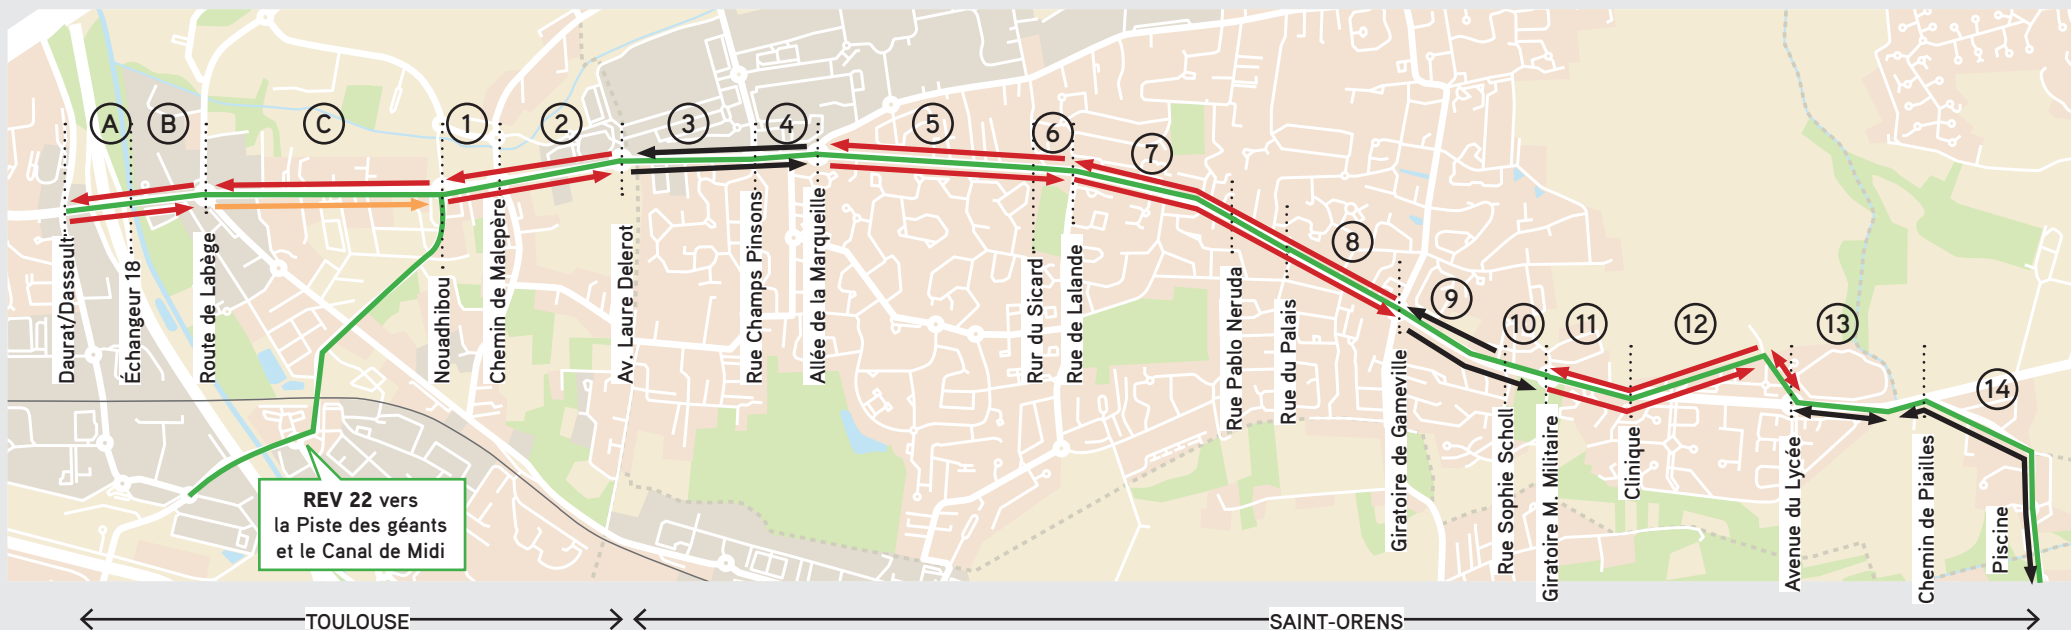 A
B
C
1
2
3
4
5
6
7
8
9
10
11
12
13
14
Daurat/Dassault
Échangeur 18
Route de Labège
Nouadhibou
Chemin de Malepère
Av. Laure Delerot
Rue Champs Pinsons
Allée de la Marqueille
Rur du Sicard
Rue de Lalande
Rue Pablo Neruda
Rue du Palais
Giratoire de Gameville
Rue Sophie Scholl
Giratoire M. Militaire
Clinique
Avenue du Lycée
Chemin de Piailles
Piscine
REV 22 vers
la Piste des géants
et le Canal de Midi
TOULOUSE
SAINT-ORENS